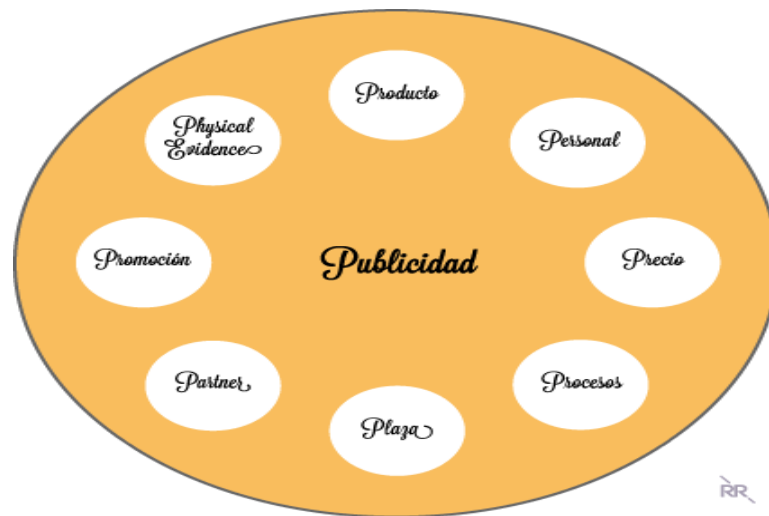 Producto
Physical
Evidence
Personal
Promoción
Publicidad
Precio
Partner
Procesos
Plaza
RR